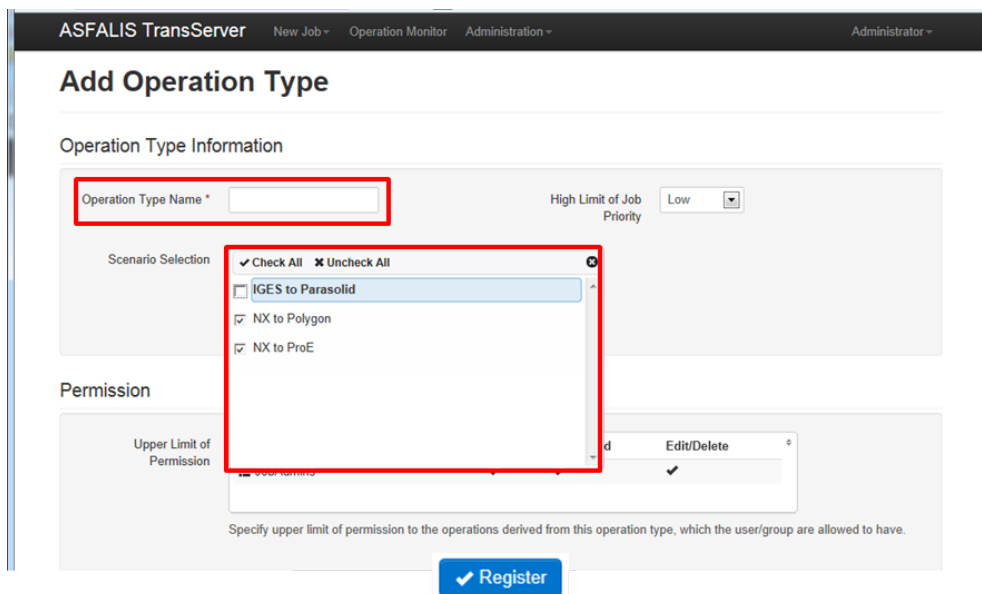 ASFALIS TransServer New Job Operation Monitor Administration Administrator
Add Operation Type
Operation Type Information
Operation Type Name *
High Limit of Job Priority
Low
Scenario Selection
Check All Uncheck All
IGES to Parasolid
NX to Polygon
NX to ProE
Permission
Upper Limit of
Permission
d Edit/Delete
JobAdmins
Specify upper limit of permission to the operations derived from this operation type, which the user/group are allowed to have.
Register